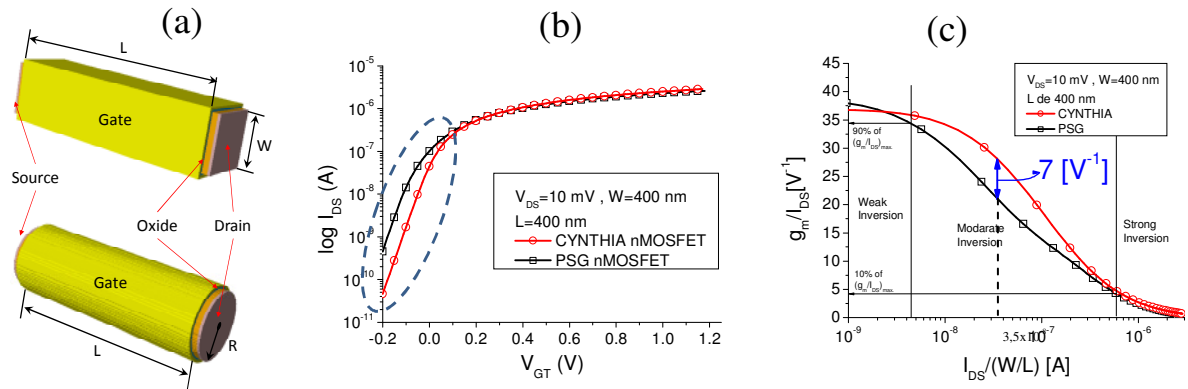 (a)
L
Gate
W
Source
Oxide
Drain
Gate
L
R
(b)
log I_DS (A)
10^-5
10^-6
10^-7
10^-8
10^-9
10^-10
10^-11
V_DS=10 mV , W=400 nm
L=400 nm
CYNTHIA nMOSFET
PSG nMOSFET
-0.2 0.0 0.2 0.4 0.6 0.8 1.0 1.2
V_GT (V)
(c)
g_m/I_DS [V^-1]
45
40
35
30
25
20
15
10
5
0
V_DS=10 mV , W=400 nm
L de 400 nm
CYNTHIA
PSG
90% of
(g_m/I_DS)_max.
~7 [V^-1]
Weak
Inversion
Modarate
Inversion
Strong
Inversion
10% of
(g_m/I_DS)_max.
10^-9 10^-8 10^-7 10^-6
I_DS/(W/L) [A]